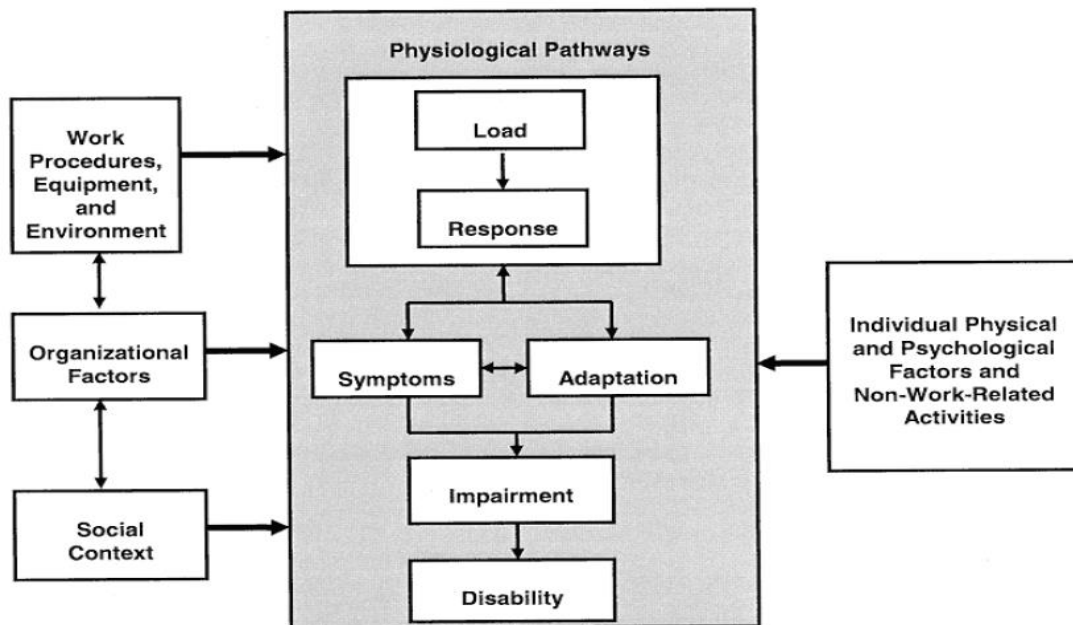 Physiological Pathways
Work
Procedures,
Equipment,
and
Environment
Organizational
Factors
Social
Context
Load
Response
Symptoms
Adaptation
Impairment
Disability
Individual Physical
and Psychological
Factors and
Non-Work-Related
Activities